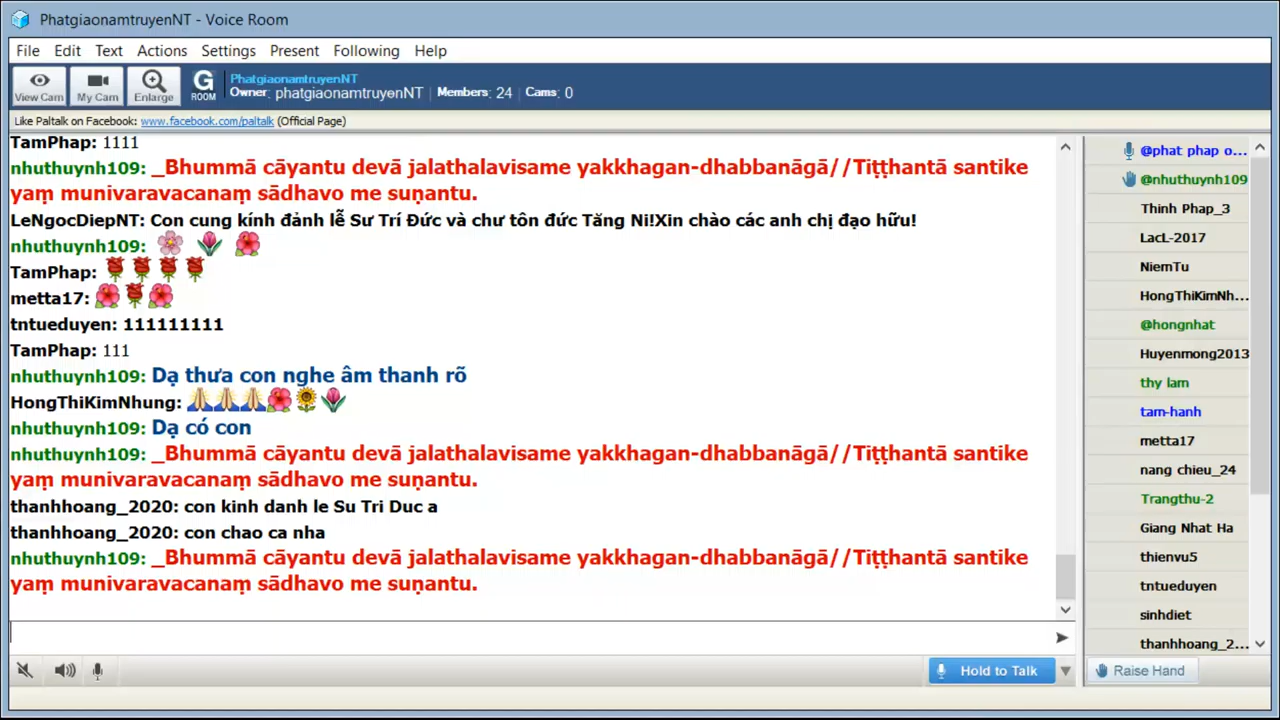 PhatgiaonamtruyenNT - Voice Room
File Edit Text Actions Settings Present Following Help
View Cam My Cam Enlarge G ROOM
PhatgiaonamtruyenNT
Owner: phatgiaonamtruyenNT Members: 24 Cams: 0
Like Paltalk on Facebook: www.facebook.com/paltalk (Official Page)
TamPhap: 1111
nhuthuynh109: _Bhummā cāyantu devā jalathalavisame yakkhagan-dhabbanāgā//Tiṭṭhantā santike
yaṃ munivaravacanaṃ sādhavo me suṇantu.
LeNgocDiepNT: Con cung kính đảnh lễ Sư Trí Đức và chư tôn đức Tăng Ni!Xin chào các anh chị đạo hữu!
nhuthuynh109:
TamPhap:
metta17:
tntueduyen: 111111111
TamPhap: 111
nhuthuynh109: Dạ thưa con nghe âm thanh rõ
HongThiKimNhung:
nhuthuynh109: Dạ có con
nhuthuynh109: _Bhummā cāyantu devā jalathalavisame yakkhagan-dhabbanāgā//Tiṭṭhantā santike
yaṃ munivaravacanaṃ sādhavo me suṇantu.
thanhhoang_2020: con kinh danh le Su Tri Duc a
thanhhoang_2020: con chao ca nha
nhuthuynh109: _Bhummā cāyantu devā jalathalavisame yakkhagan-dhabbanāgā//Tiṭṭhantā santike
yaṃ munivaravacanaṃ sādhavo me suṇantu.
@phat phap o...
@nhuthuynh109
Thinh Phap_3
LacL-2017
NiemTu
HongThiKimNh...
@hongnhat
Huyenmong2013
thy lam
tam-hanh
metta17
nang chieu_24
Trangthu-2
Giang Nhat Ha
thienvu5
tntueduyen
sinhdiet
thanhhoang_2...
Hold to Talk
Raise Hand